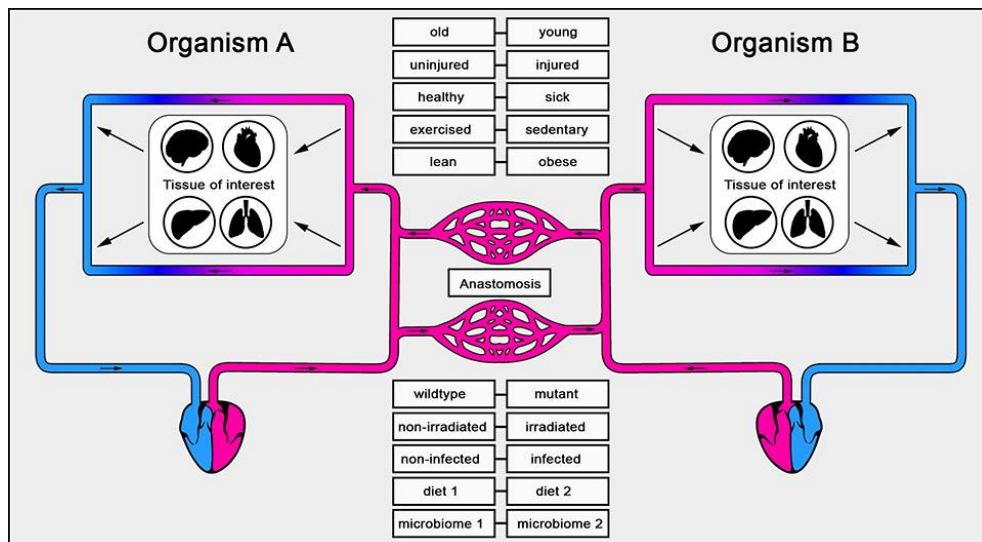 Organism A
Organism B
old
young
uninjured
injured
healthy
sick
exercised
sedentary
lean
obese
Tissue of interest
Tissue of interest
Anastomosis
wildtype
mutant
non-irradiated
irradiated
non-infected
infected
diet 1
diet 2
microbiome 1
microbiome 2